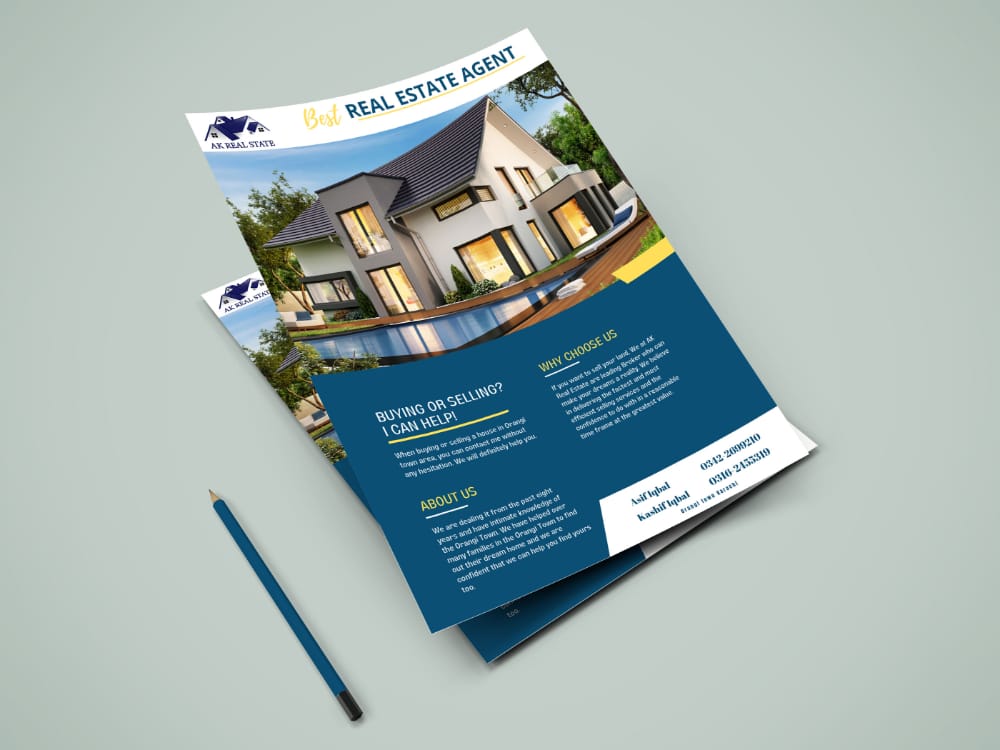 AK REAL STATE
Best REAL ESTATE AGENT
BUYING OR SELLING?
I CAN HELP!
When buying or selling a house in Orangi
town area, you can contact me without
any hesitation. We will definitely help you.
ABOUT US
We are dealing it from the past eight
years and have intimate knowledge of
the Orangi Town. We have helped over
many families in the Orangi Town to find
out their dream home and we are
confident that we can help you find yours
too.
WHY CHOOSE US
If you want to sell your land. We at AK
Real Estate are leading Broker who can
make your dreams a reality. We believe
in delivering the fastest and most
efficient selling services and the
confidence to do with in a reasonable
time frame at the greatest value.
Asif Iqbal 0342-2699210
Kashif Iqbal 0316-2455319
Orangi Town Karachi
AK REAL STATE
too.